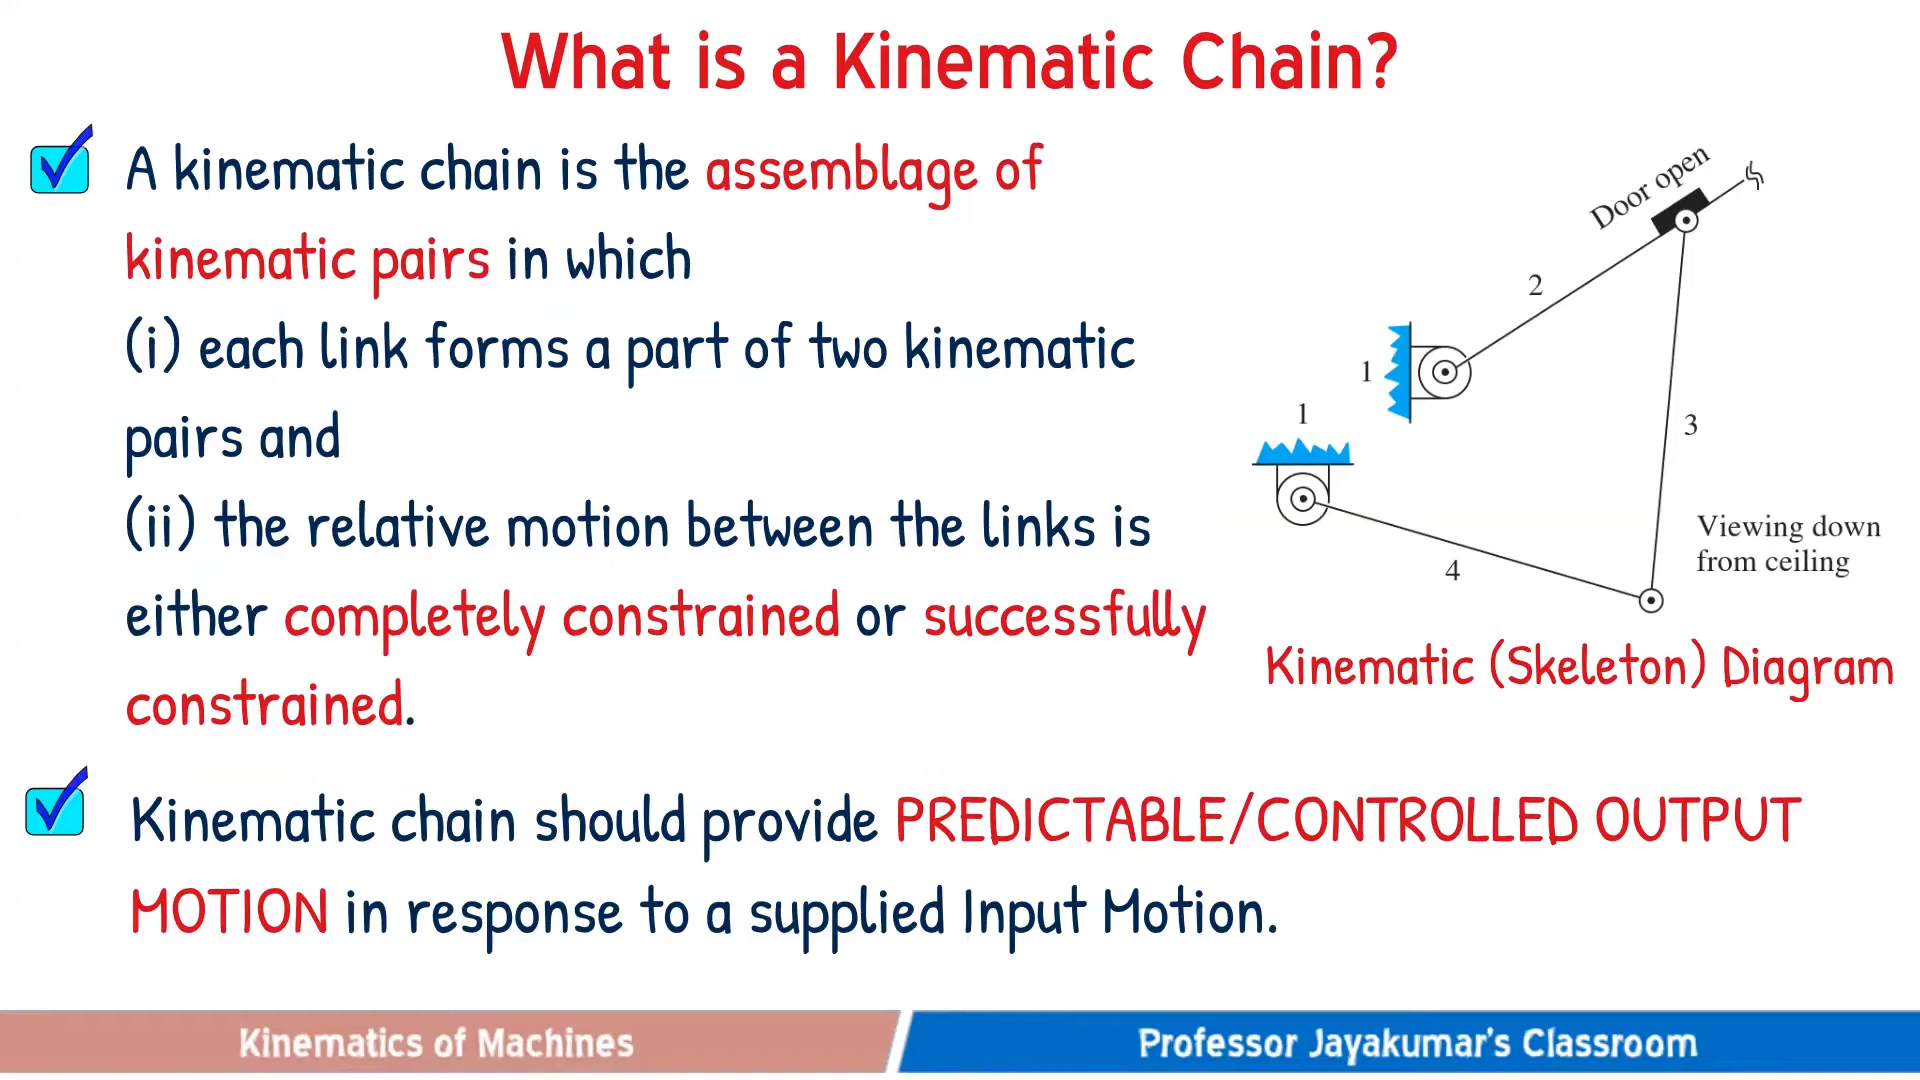 What is a Kinematic Chain?
A kinematic chain is the assemblage of
kinematic pairs in which
(i) each link forms a part of two kinematic
pairs and
(ii) the relative motion between the links is
either completely constrained or successfully
constrained.
Door open
2
1
1
3
4
Viewing down
from ceiling
Kinematic (Skeleton) Diagram
Kinematic chain should provide PREDICTABLE/CONTROLLED OUTPUT
MOTION in response to a supplied Input Motion.
Kinematics of Machines
Professor Jayakumar's Classroom